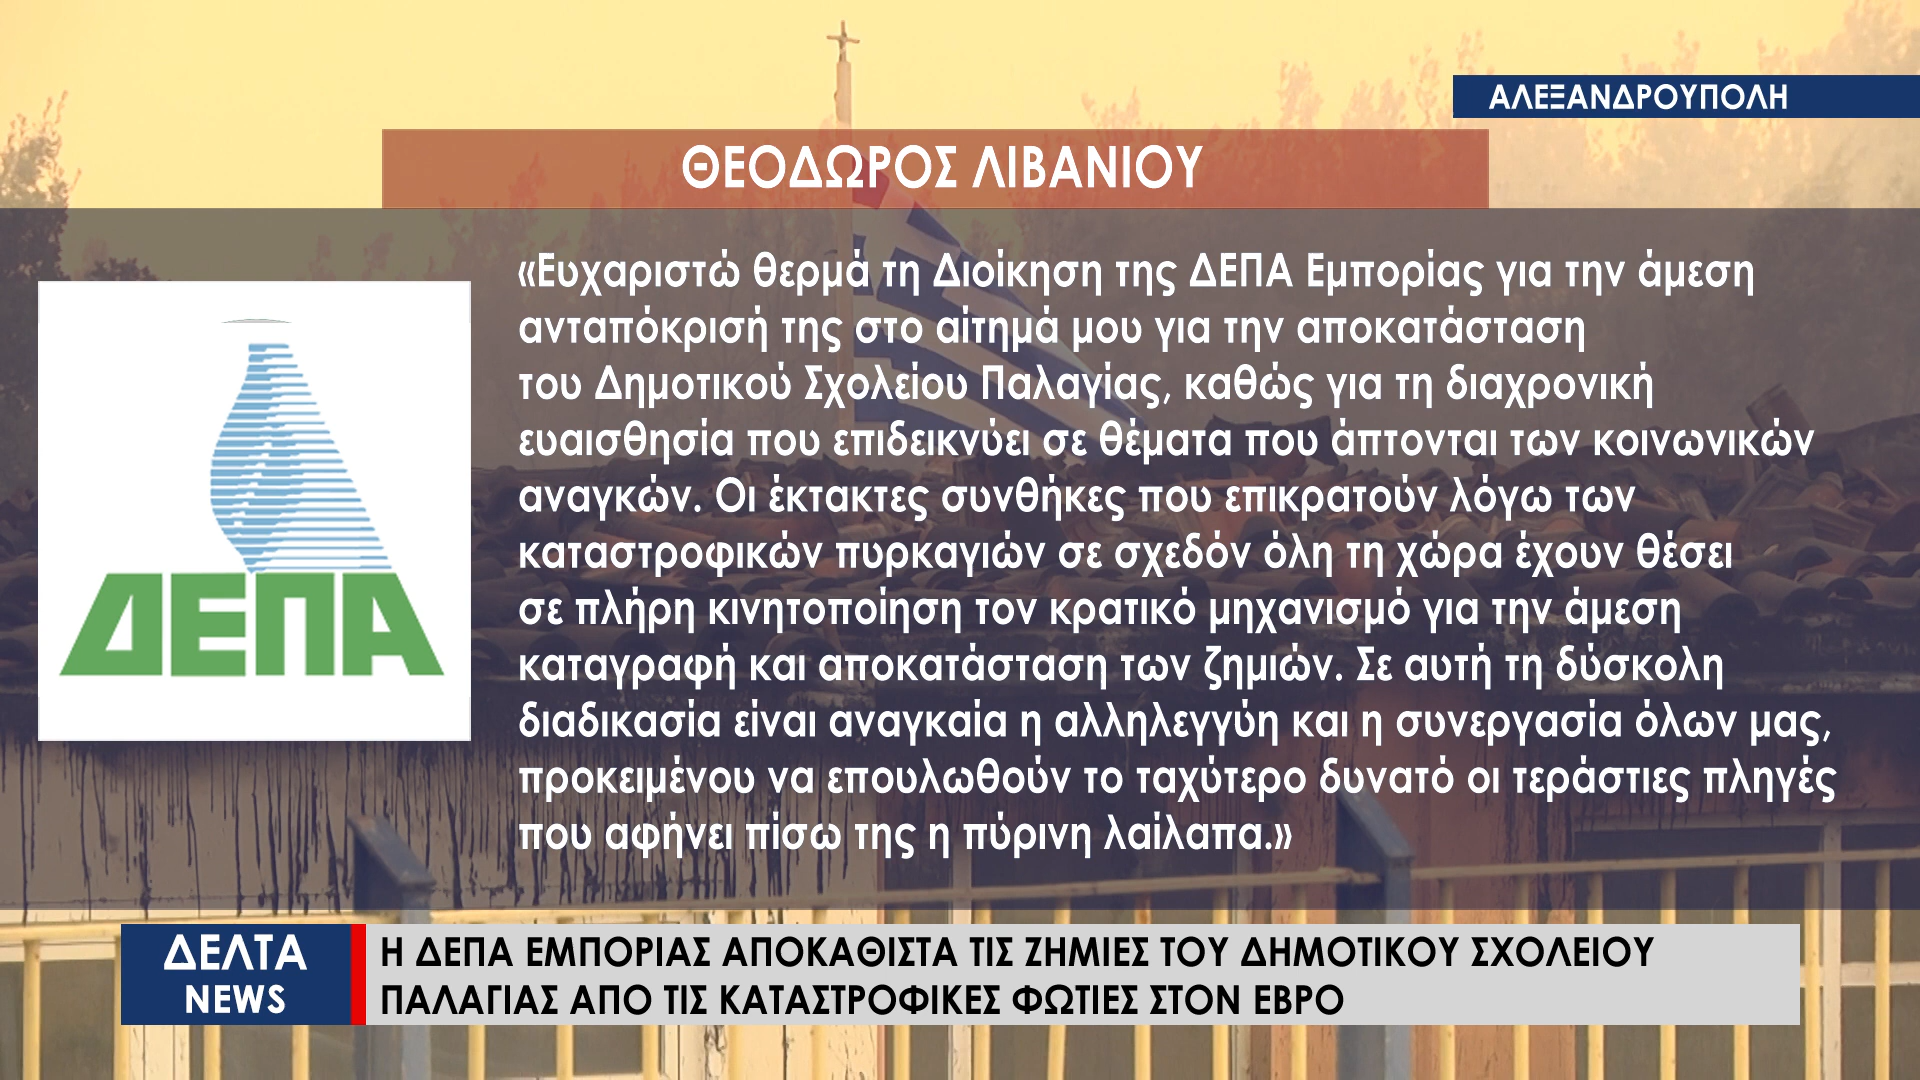 ΑΛΕΞΑΝΔΡΟΥΠΟΛΗ
ΘΕΟΔΩΡΟΣ ΛΙΒΑΝΙΟΥ
«Ευχαριστώ θερμά τη Διοίκηση της ΔΕΠΑ Εμπορίας για την άμεση
ανταπόκρισή της στο αίτημά μου για την αποκατάσταση
του Δημοτικού Σχολείου Παλαγίας, καθώς για τη διαχρονική
ευαισθησία που επιδεικνύει σε θέματα που άπτονται των κοινωνικών
αναγκών. Οι έκτακτες συνθήκες που επικρατούν λόγω των
καταστροφικών πυρκαγιών σε σχεδόν όλη τη χώρα έχουν θέσει
σε πλήρη κινητοποίηση τον κρατικό μηχανισμό για την άμεση
καταγραφή και αποκατάσταση των ζημιών. Σε αυτή τη δύσκολη
διαδικασία είναι αναγκαία η αλληλεγγύη και η συνεργασία όλων μας,
προκειμένου να επουλωθούν το ταχύτερο δυνατό οι τεράστιες πληγές
που αφήνει πίσω της η πύρινη λαίλαπα.»
ΔΕΠΑ
ΔΕΛΤΑ
NEWS
Η ΔΕΠΑ ΕΜΠΟΡΙΑΣ ΑΠΟΚΑΘΙΣΤΑ ΤΙΣ ΖΗΜΙΕΣ ΤΟΥ ΔΗΜΟΤΙΚΟΥ ΣΧΟΛΕΙΟΥ
ΠΑΛΑΓΙΑΣ ΑΠΟ ΤΙΣ ΚΑΤΑΣΤΡΟΦΙΚΕΣ ΦΩΤΙΕΣ ΣΤΟΝ ΕΒΡΟ